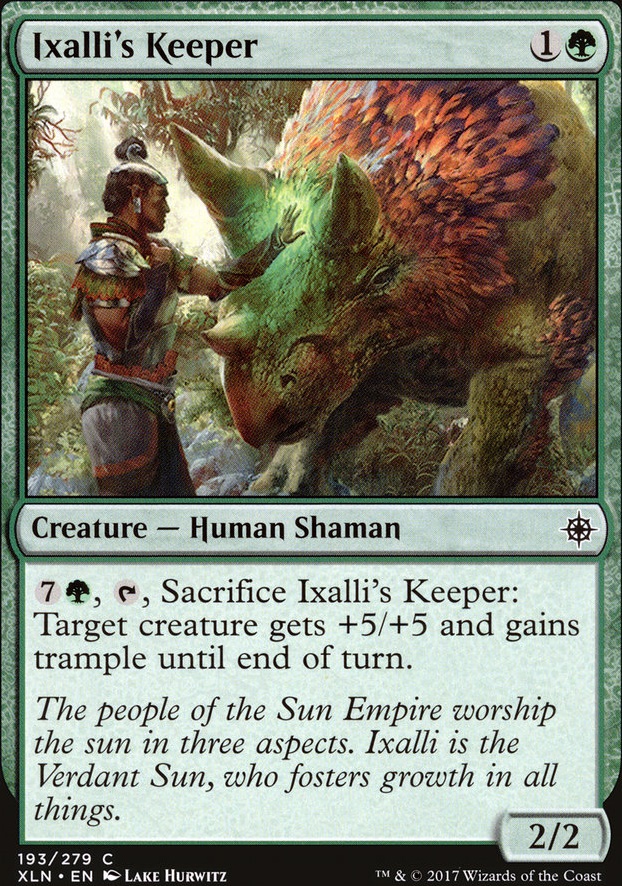 Ixalli's Keeper 1
Creature — Human Shaman
7, , Sacrifice Ixalli's Keeper:
Target creature gets +5/+5 and gains
trample until end of turn.
The people of the Sun Empire worship
the sun in three aspects. Ixalli is the
Verdant Sun, who fosters growth in all
things.
2/2
193/279 C
XLN • EN Lake Hurwitz
™ & © 2017 Wizards of the Coast